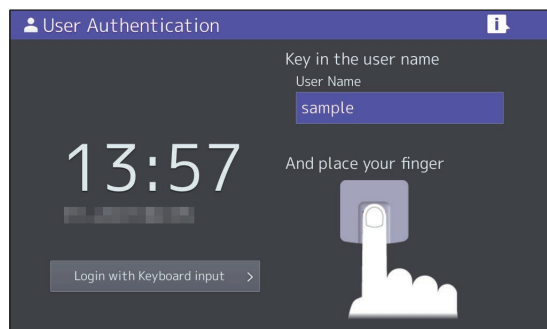 User Authentication
i
Key in the user name
User Name
sample
13:57
And place your finger
Login with Keyboard input >